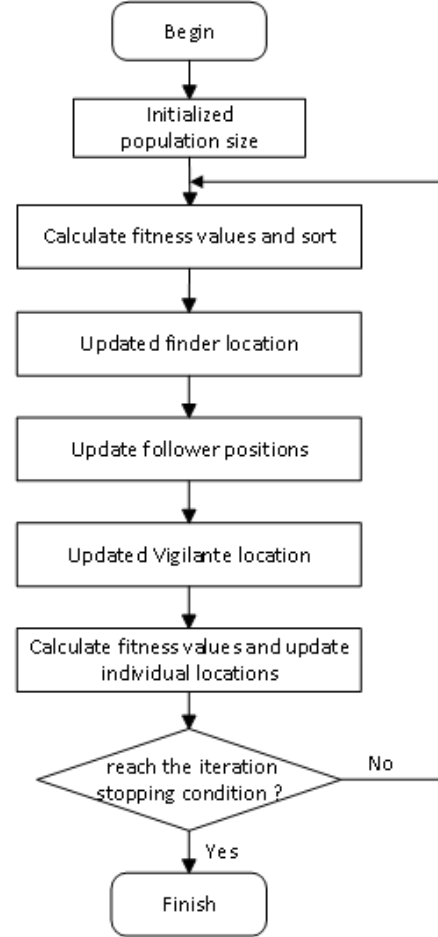 Begin
Initialized
population size
Calculate fitness values and sort
Updated finder location
Update follower positions
Updated Vigilante location
Calculate fitness values and update
individual locations
reach the iteration
stopping condition ?
No
Yes
Finish